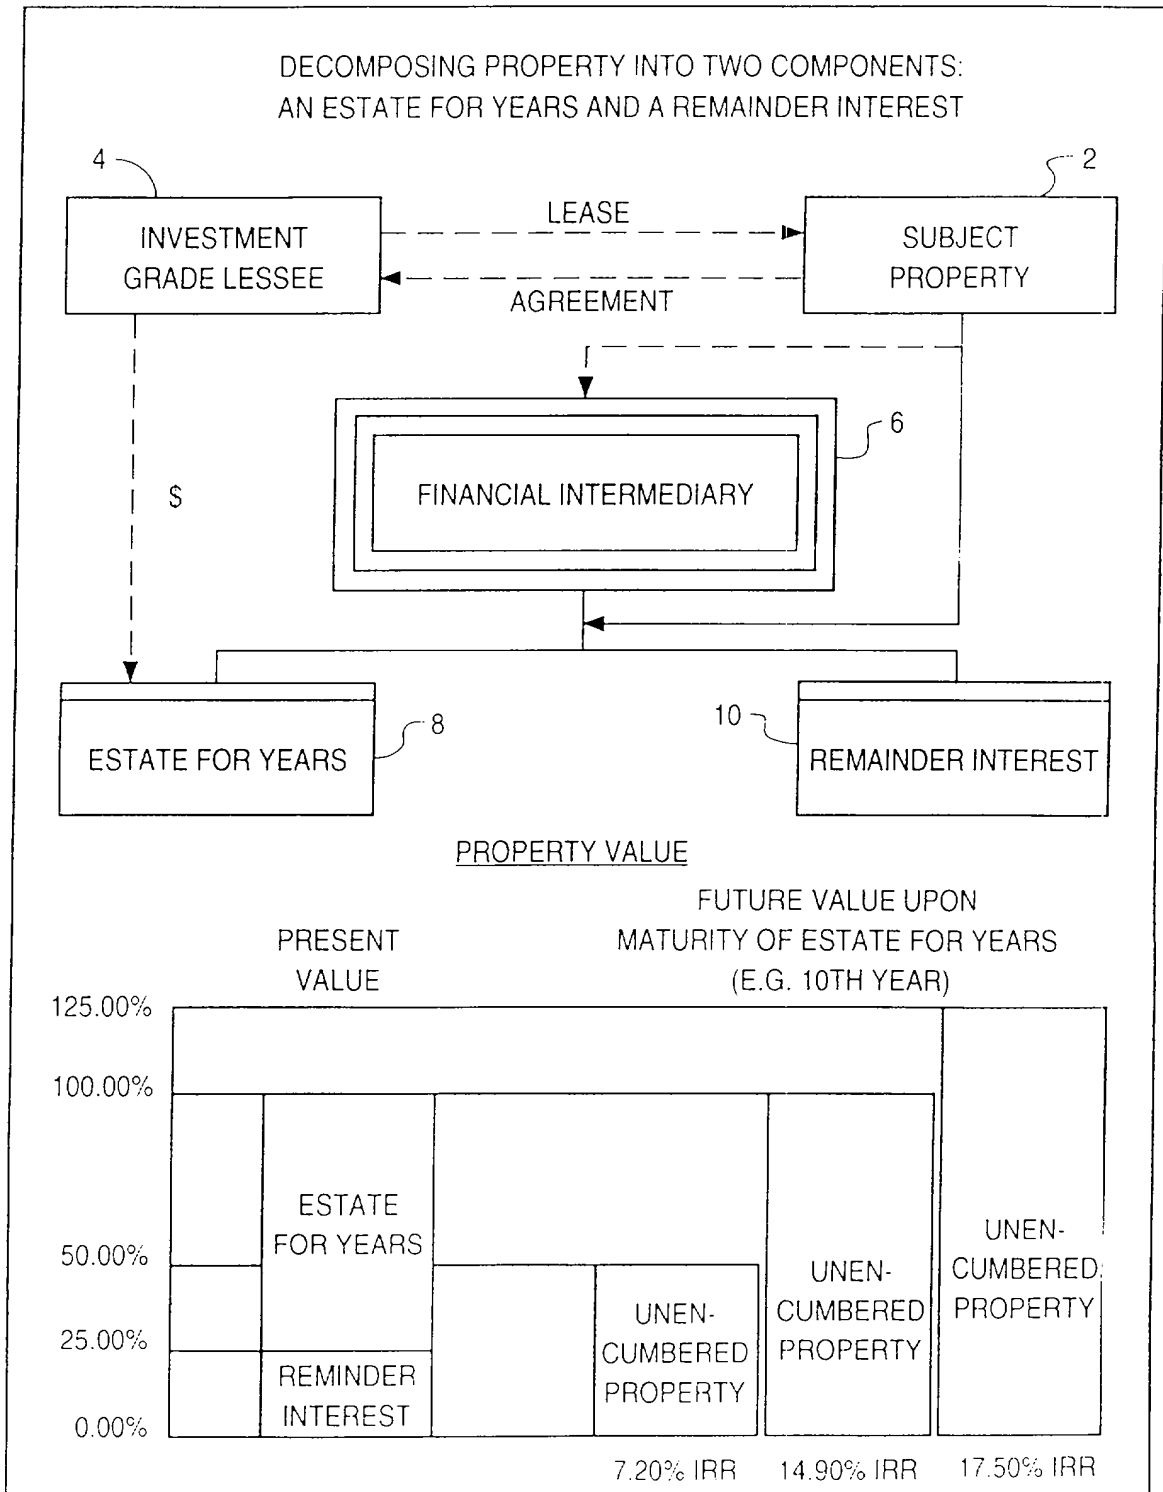 DECOMPOSING PROPERTY INTO TWO COMPONENTS:
AN ESTATE FOR YEARS AND A REMAINDER INTEREST
4
2
INVESTMENT
GRADE LESSEE
LEASE
AGREEMENT
SUBJECT
PROPERTY
$
6
FINANCIAL INTERMEDIARY
8
ESTATE FOR YEARS
10
REMAINDER INTEREST
PROPERTY VALUE
PRESENT
VALUE
FUTURE VALUE UPON
MATURITY OF ESTATE FOR YEARS
(E.G. 10TH YEAR)
125.00%
100.00%
50.00%
25.00%
0.00%
ESTATE
FOR YEARS
REMINDER
INTEREST
UNEN-
CUMBERED
PROPERTY
UNEN-
CUMBERED
PROPERTY
UNEN-
CUMBERED
PROPERTY
7.20% IRR
14.90% IRR
17.50% IRR